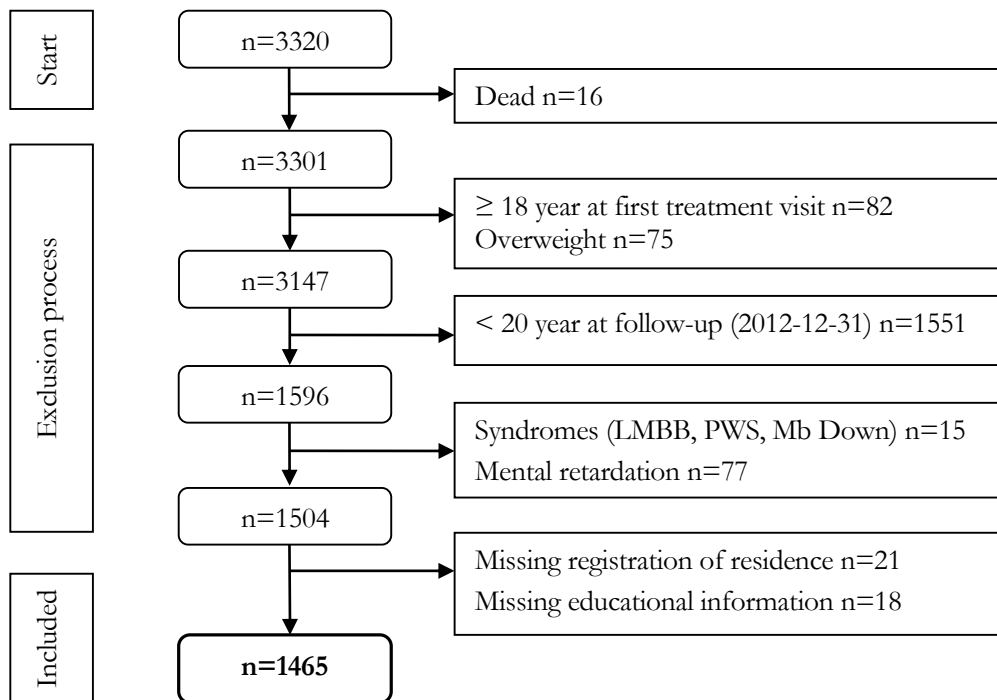 Start
n=3320
Dead n=16
Exclusion process
n=3301
≥ 18 year at first treatment visit n=82
Overweight n=75
n=3147
< 20 year at follow-up (2012-12-31) n=1551
n=1596
Syndromes (LMBB, PWS, Mb Down) n=15
Mental retardation n=77
n=1504
Missing registration of residence n=21
Missing educational information n=18
Included
n=1465